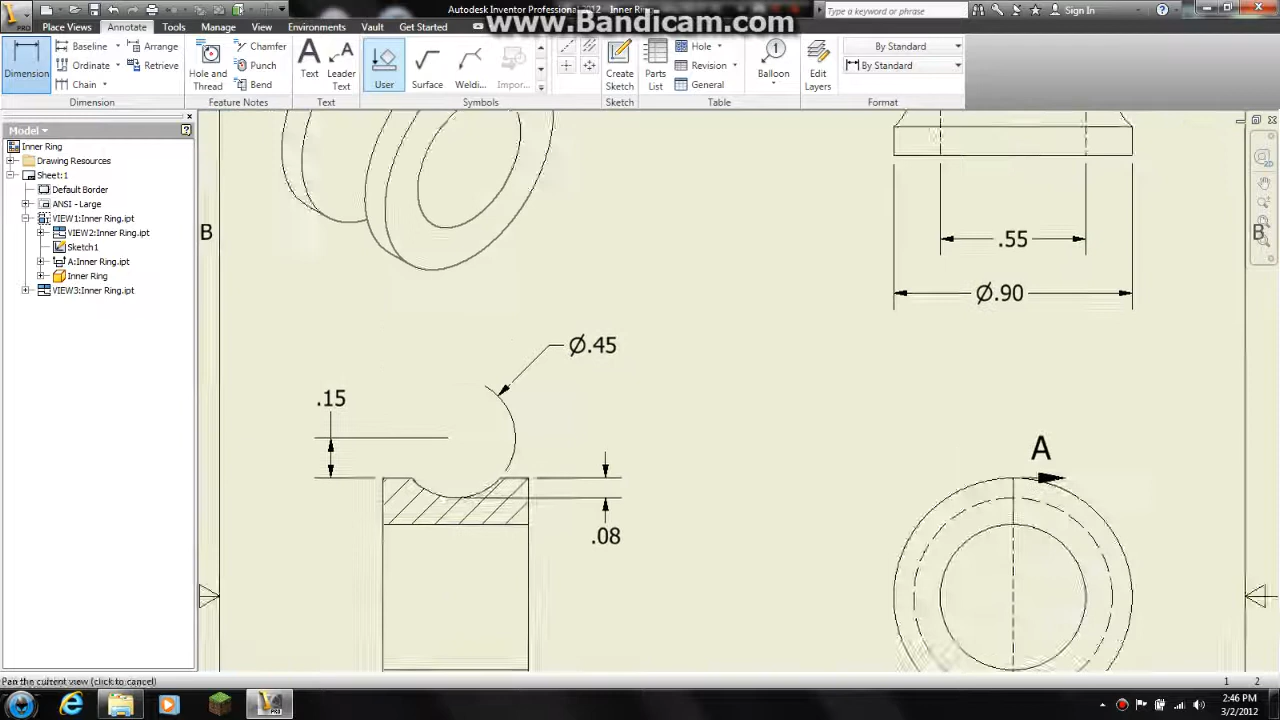 Autodesk Inventor Professional 2012 Inner Ring
www.Bandicam.com
Type a keyword or phrase
Sign In
PRO
Place Views Annotate Tools Manage View Environments Vault Get Started
Dimension
Baseline
Ordinate
Chain
Arrange
Retrieve
Dimension
Hole and Thread
Chamfer
Punch
Bend
Feature Notes
Text
Leader Text
Text
User
Surface
Weldi...
Impor...
Symbols
Create Sketch
Sketch
Parts List
Hole
Revision
General
Table
Balloon
Edit Layers
By Standard
By Standard
Format
Model
Inner Ring
Drawing Resources
Sheet:1
Default Border
ANSI - Large
VIEW1:Inner Ring.ipt
VIEW2:Inner Ring.ipt
Sketch1
A:Inner Ring.ipt
Inner Ring
VIEW3:Inner Ring.ipt
B
B
.55
Ø.90
Ø.45
.15
.08
A
2D
Pan the current view (click to cancel)
1 2
2:46 PM
3/2/2012